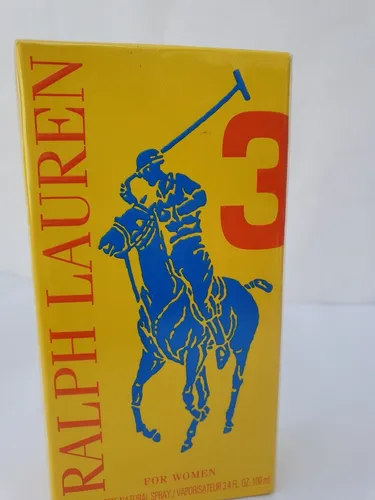 RALPH LAUREN
3
FOR WOMEN
NATURAL SPRAY / VAPORISATEUR 3.4 FL. OZ. 100 ml